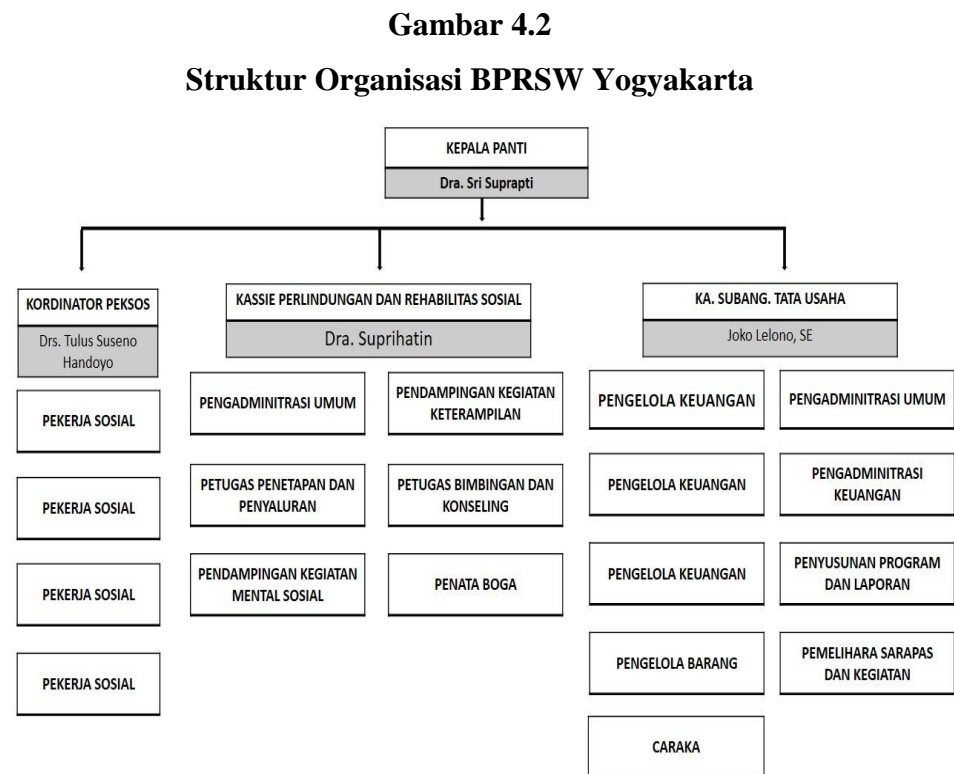 Gambar 4.2
Struktur Organisasi BPRSW Yogyakarta
KEPALA PANTI
Dra. Sri Suprapti
KORDINATOR PEKSOS
Drs. Tulus Suseno
Handoyo
PEKERJA SOSIAL
PEKERJA SOSIAL
PEKERJA SOSIAL
PEKERJA SOSIAL
KASSIE PERLINDUNGAN DAN REHABILITAS SOSIAL
Dra. Suprihatin
PENGADMINITRASI UMUM
PENDAMPINGAN KEGIATAN
KETERAMPILAN
PETUGAS PENETAPAN DAN
PENYALURAN
PETUGAS BIMBINGAN DAN
KONSELING
PENDAMPINGAN KEGIATAN
MENTAL SOSIAL
PENATA BOGA
KA. SUBANG. TATA USAHA
Joko Lelono, SE
PENGELOLA KEUANGAN
PENGADMINITRASI UMUM
PENGELOLA KEUANGAN
PENGADMINITRASI
KEUANGAN
PENGELOLA KEUANGAN
PENYUSUNAN PROGRAM
DAN LAPORAN
PENGELOLA BARANG
PEMELIHARA SARAPAS
DAN KEGIATAN
CARAKA